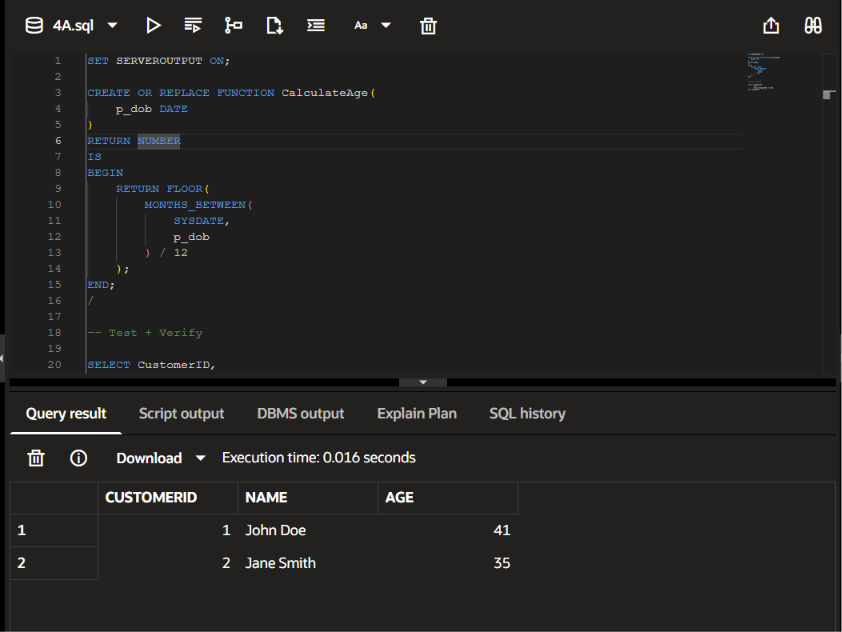 4A.sql Aa
1 SET SERVEROUTPUT ON;
2
3 CREATE OR REPLACE FUNCTION CalculateAge(
4     p_dob DATE
5 )
6 RETURN NUMBER
7 IS
8 BEGIN
9     RETURN FLOOR(
10         MONTHS_BETWEEN(
11             SYSDATE,
12             p_dob
13         ) / 12
14     );
15 END;
16 /
17
18 -- Test + Verify
19
20 SELECT CustomerID,
Query result Script output DBMS output Explain Plan SQL history
Download Execution time: 0.016 seconds
CUSTOMERID NAME AGE
1 1 John Doe 41
2 2 Jane Smith 35